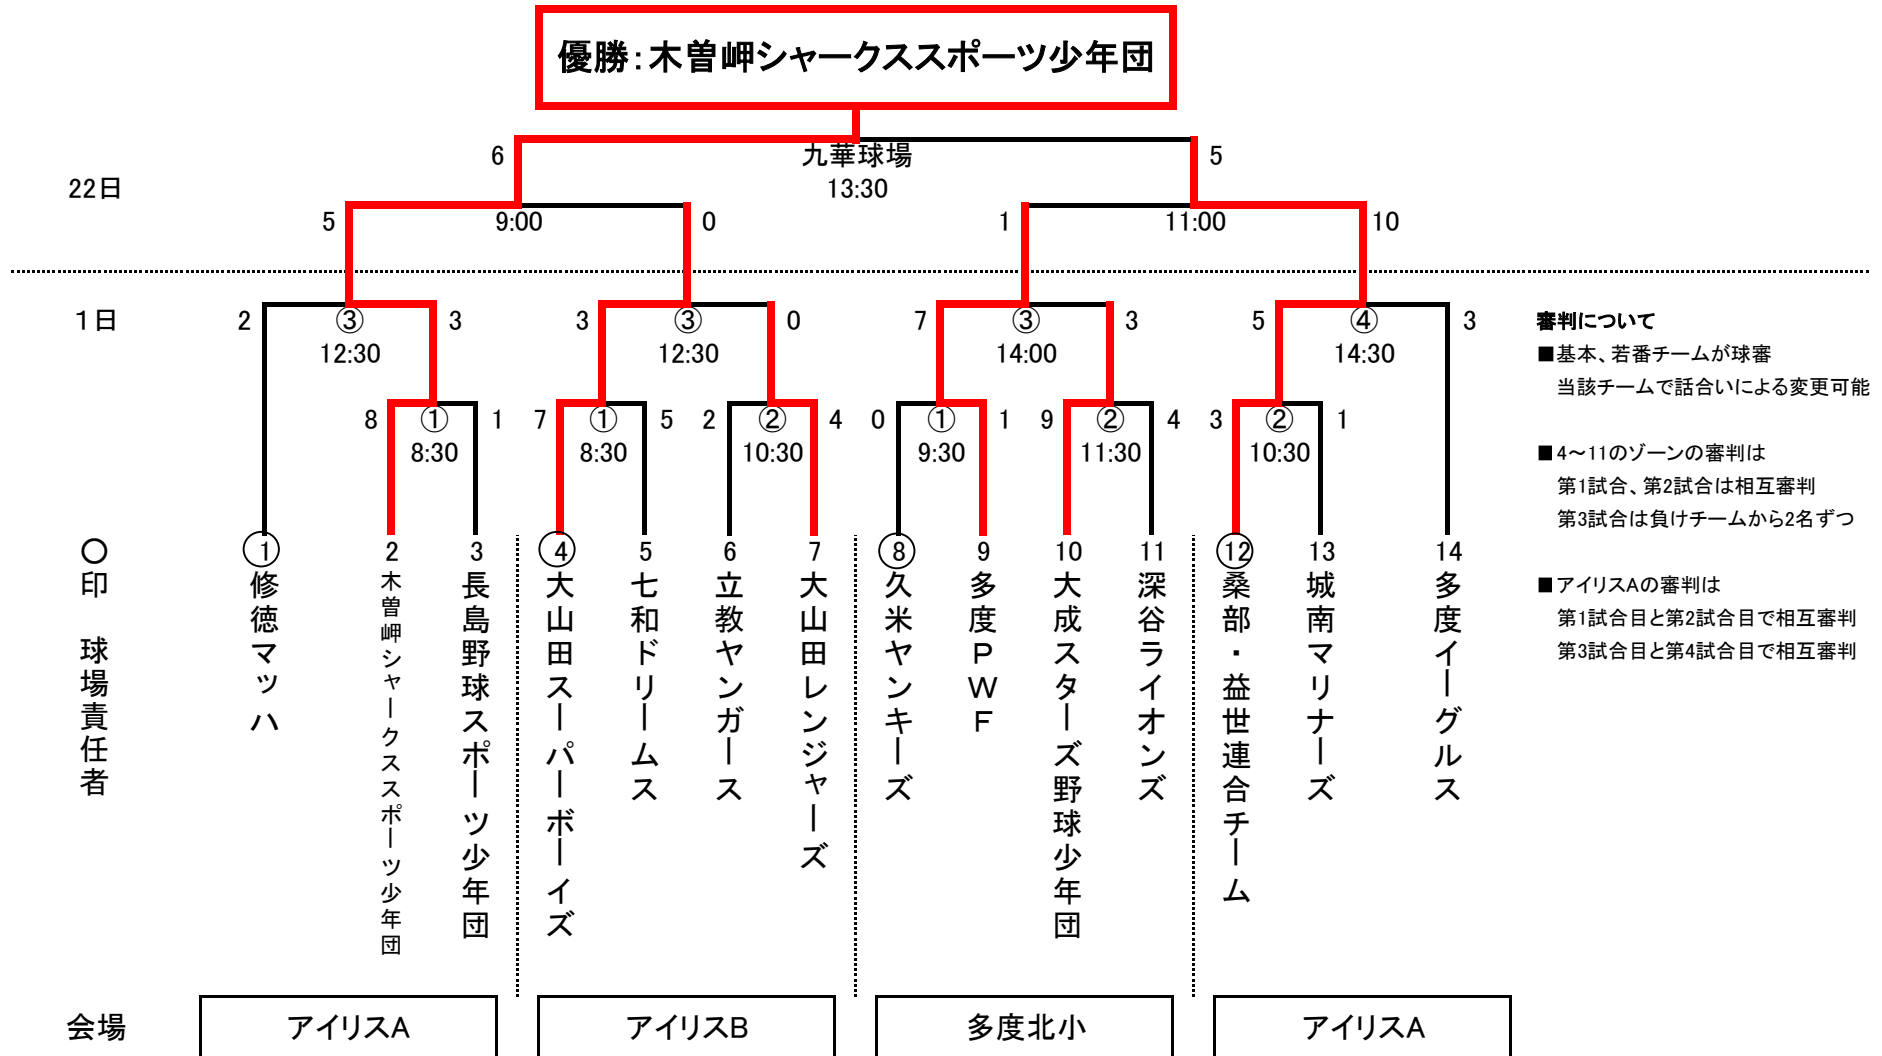 優勝：木曽岬シャークススポーツ少年団
6
九華球場
5
22日
13:30
5
9:00
0
1
11:00
10
1日
2
③
3
3
③
0
7
③
3
5
④
3
12:30
12:30
14:00
14:30
8
①
1
7
①
5
2
②
4
0
①
1
9
②
4
3
②
1
8:30
8:30
10:30
9:30
11:30
10:30
審判について
■基本、若番チームが球審
当該チームで話合いによる変更可能
■4～11のゾーンの審判は
第1試合、第2試合は相互審判
第3試合は負けチームから2名ずつ
■アイリスAの審判は
第1試合目と第2試合目で相互審判
第3試合目と第4試合目で相互審判
〇印　球場責任者
1
修徳マッハ
2
木曽岬シャークススポーツ少年団
3
長島野球スポーツ少年団
4
大山田スーパーボーイズ
5
七和ドリームス
6
立教ヤンガース
7
大山田レンジャーズ
8
久米ヤンキーズ
9
多度PWF
10
大成スターズ野球少年団
11
深谷ライオンズ
12
桑部・益世連合チーム
13
城南マリナーズ
14
多度イーグルス
会場
アイリスA
アイリスB
多度北小
アイリスA